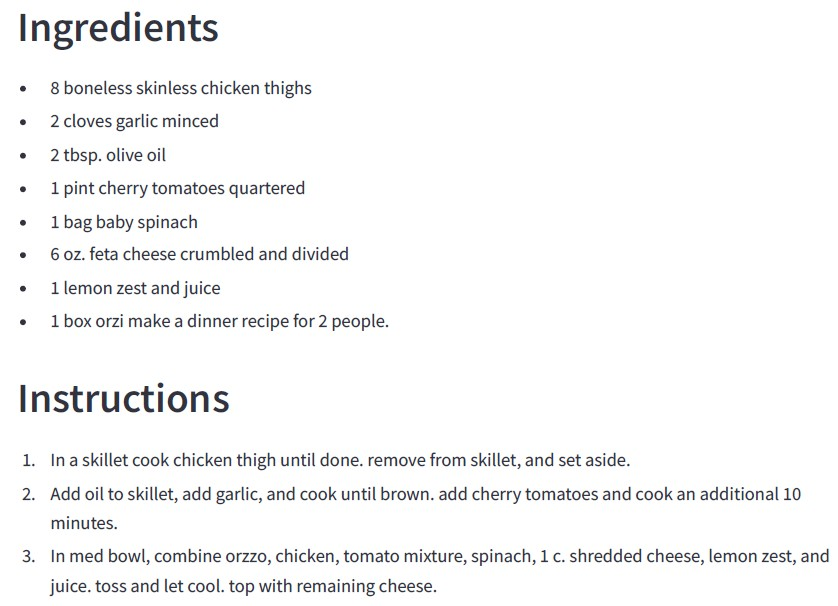 Ingredients
• 8 boneless skinless chicken thighs
• 2 cloves garlic minced
• 2 tbsp. olive oil
• 1 pint cherry tomatoes quartered
• 1 bag baby spinach
• 6 oz. feta cheese crumbled and divided
• 1 lemon zest and juice
• 1 box orzi make a dinner recipe for 2 people.
Instructions
1. In a skillet cook chicken thigh until done. remove from skillet, and set aside.
2. Add oil to skillet, add garlic, and cook until brown. add cherry tomatoes and cook an additional 10
minutes.
3. In med bowl, combine orzzo, chicken, tomato mixture, spinach, 1 c. shredded cheese, lemon zest, and
juice. toss and let cool. top with remaining cheese.